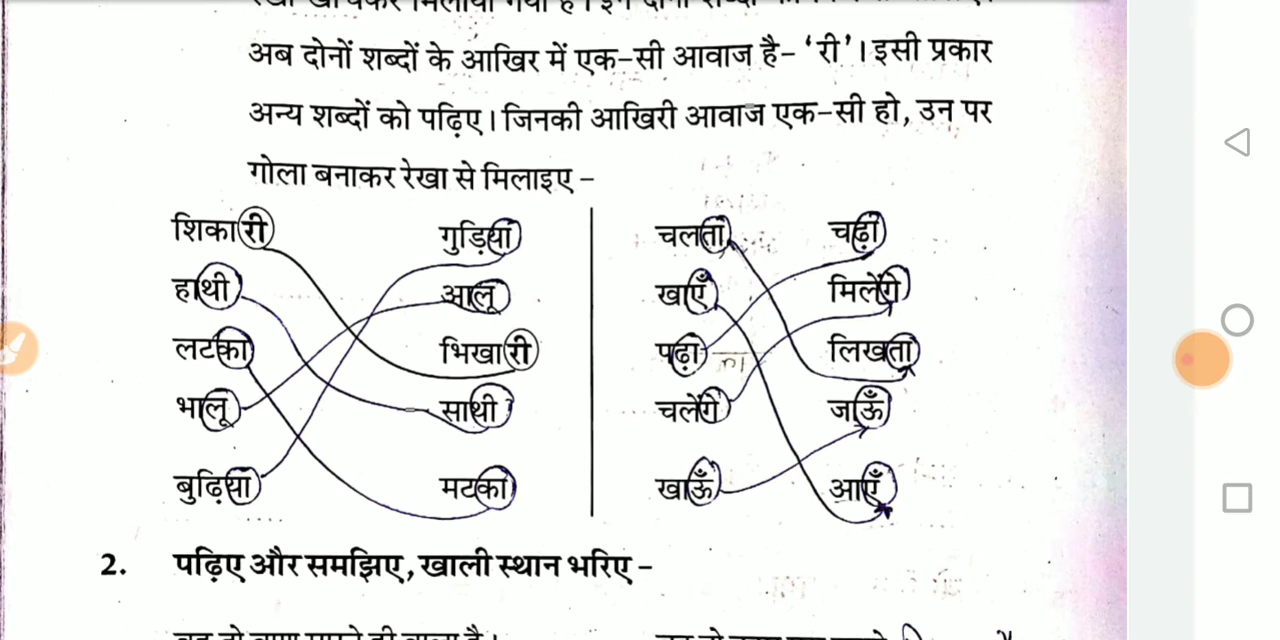 अब दोनों शब्दों के आखिर में एक-सी आवाज है- ‘री’। इसी प्रकार
अन्य शब्दों को पढ़िए। जिनकी आखिरी आवाज एक-सी हो, उन पर
गोला बनाकर रेखा से मिलाइए –
शिकारी गुड़िया चलता चढ़ा
हाथी आलू खाएँ मिलेंगे
लटका भिखारी पढ़ा लिखता
भालू साथी चलेंगे जाऊँ
बुढ़िया मटका खाऊँ आएँ
2. पढ़िए और समझिए, खाली स्थान भरिए –